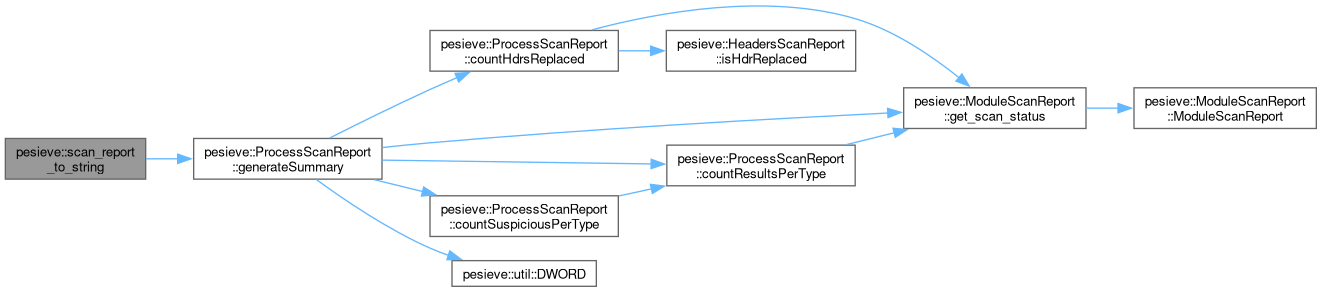 pesieve::scan_report
_to_string
pesieve::ProcessScanReport
::generateSummary
pesieve::ProcessScanReport
::countHdrsReplaced
pesieve::HeadersScanReport
::isHdrReplaced
pesieve::ModuleScanReport
::get_scan_status
pesieve::ModuleScanReport
::ModuleScanReport
pesieve::ProcessScanReport
::countResultsPerType
pesieve::ProcessScanReport
::countSuspiciousPerType
pesieve::util::DWORD